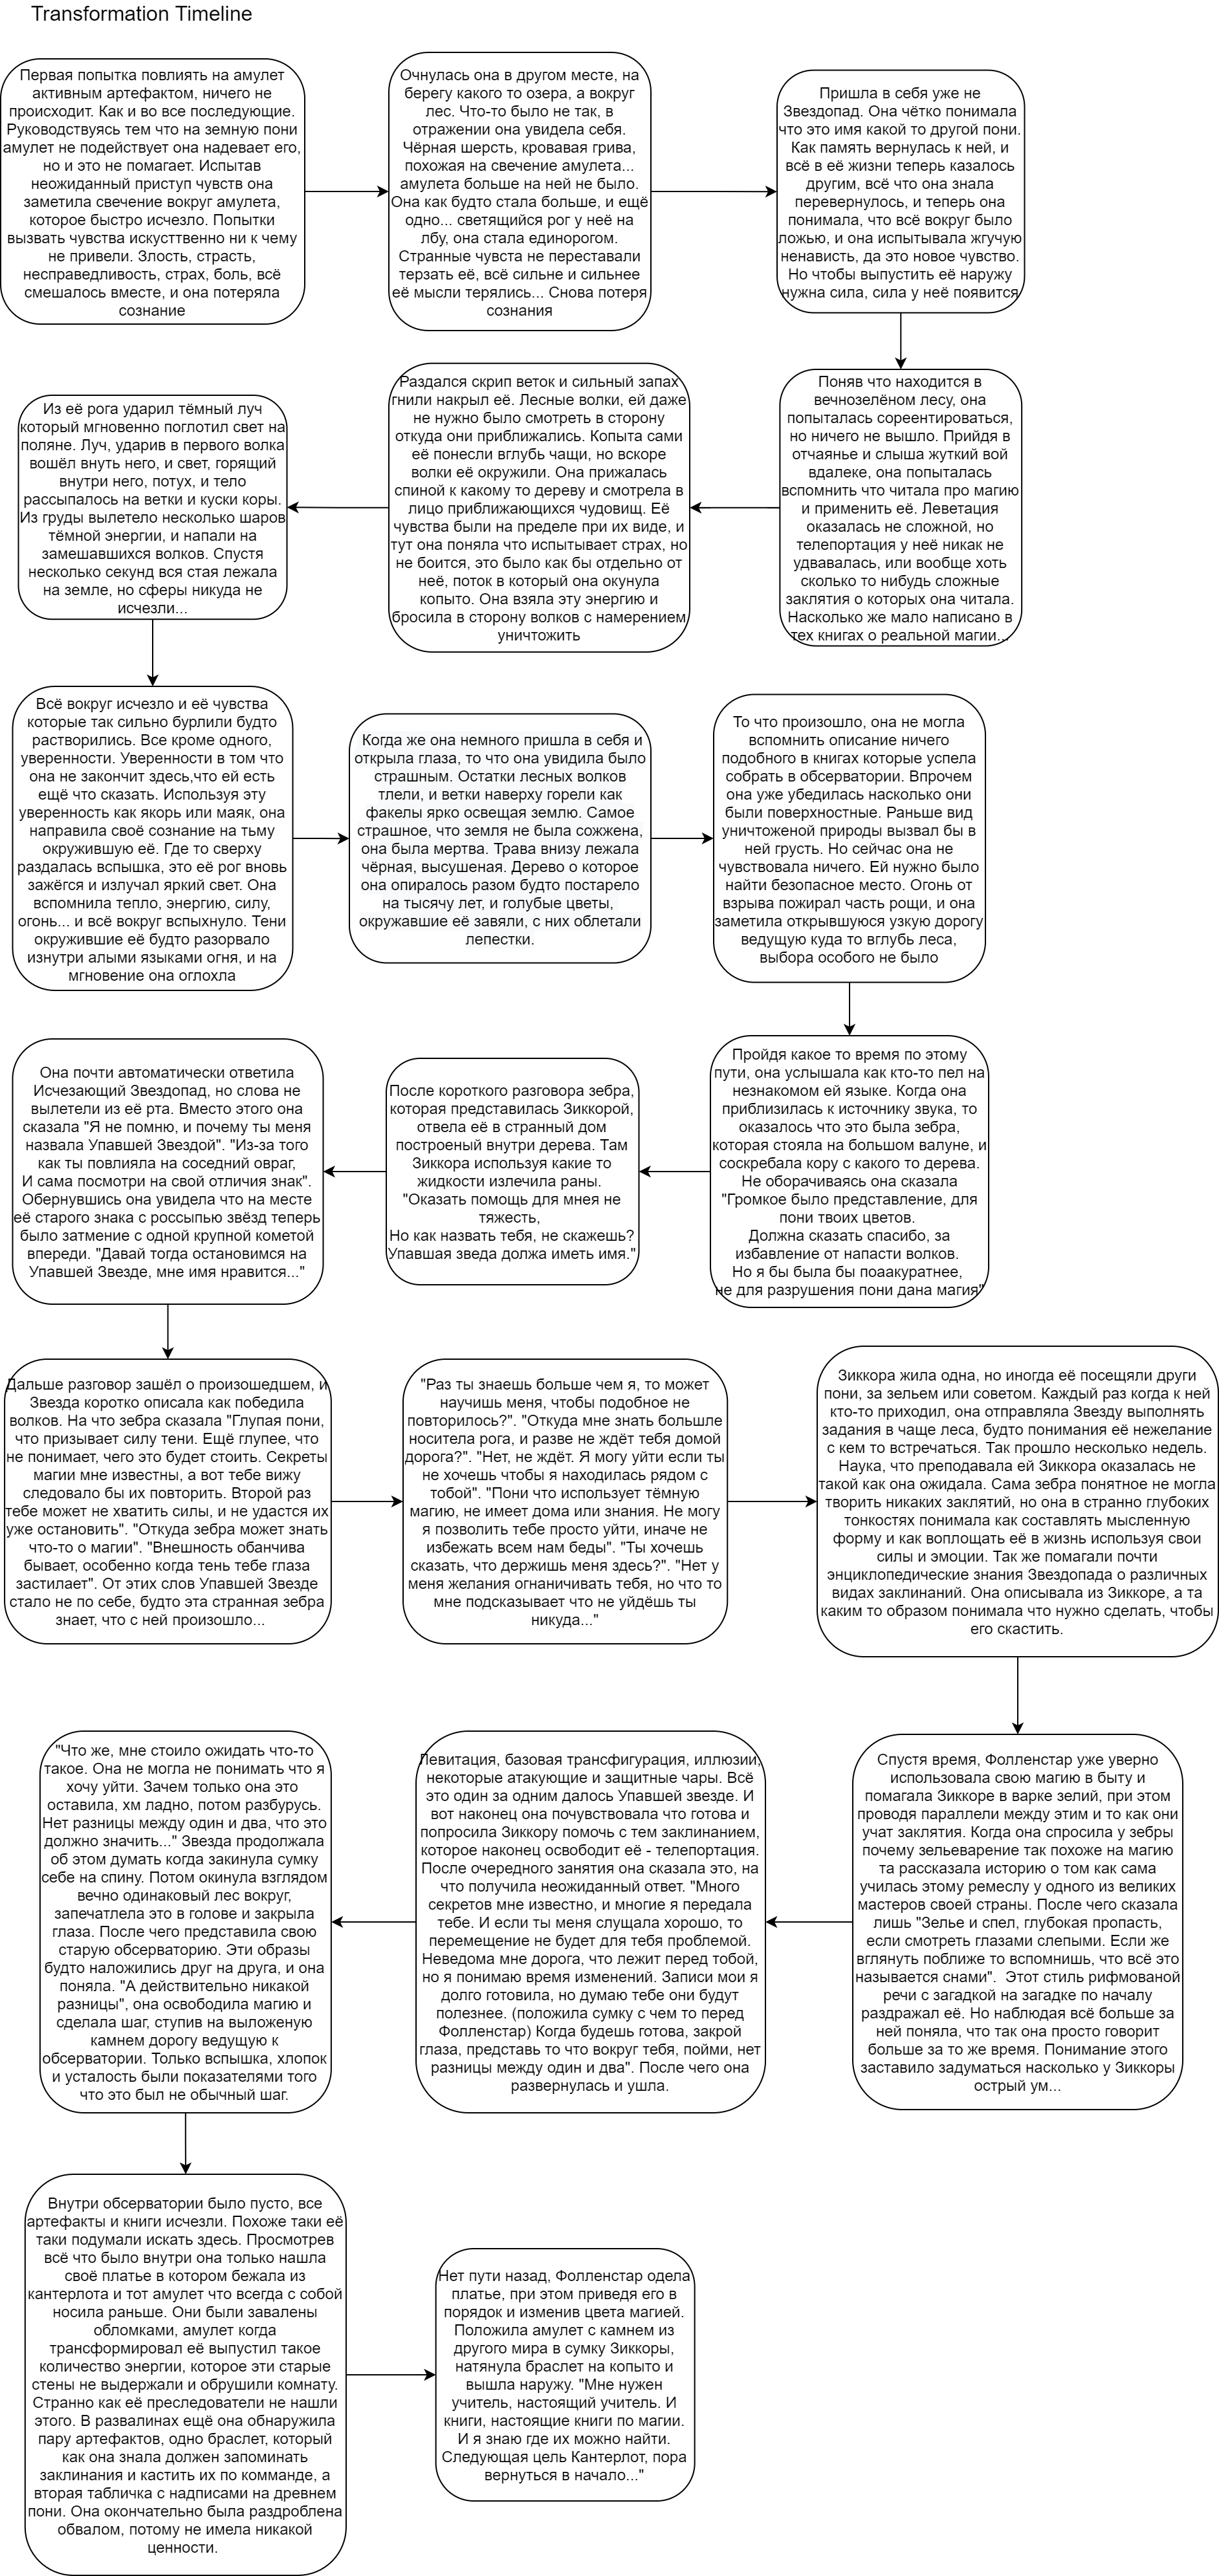 Transformation Timeline
Первая попытка повлиять на амулет
активным артефактом, ничего не
происходит. Как и во все последующие.
Руководствуясь тем что на земную пони
амулет не подействует она надевает его,
но и это не помагает. Испытав
неожиданный приступ чувств она
заметила свечение вокруг амулета,
которое быстро исчезло. Попытки
вызвать чувства искусттвенно ни к чему
не привели. Злость, страсть,
несправедливость, страх, боль, всё
смешалось вместе, и она потеряла
сознание
Очнулась она в другом месте, на
берегу какого то озера, а вокруг
лес. Что-то было не так, в
отражении она увидела себя.
Чёрная шерсть, кровавая грива,
похожая на свечение амулета...
амулета больше на ней не было.
Она как будто стала больше, и ещё
одно... светящийся рог у неё на
лбу, она стала единорогом.
Странные чувста не переставали
терзать её, всё сильне и сильнее
её мысли терялись... Снова потеря
сознания
Пришла в себя уже не
Звездопад. Она чётко понимала
что это имя какой то другой пони.
Как память вернулась к ней, и
всё в её жизни теперь казалось
другим, всё что она знала
перевернулось, и теперь она
понимала, что всё вокруг было
ложью, и она испытывала жгучую
ненависть, да это новое чувство.
Но чтобы выпустить её наружу
нужна сила, сила у неё появится
Поняв что находится в
вечнозелёном лесу, она
попыталась сореентироваться,
но ничего не вышло. Прийдя в
отчаянье и слыша жуткий вой
вдалеке, она попыталась
вспомнить что читала про магию
и применить её. Леветация
оказалась не сложной, но
телепортация у неё никак не
удвавалась, или вообще хоть
сколько то нибудь сложные
заклятия о которых она читала.
Насколько же мало написано в
тех книгах о реальной магии...
Раздался скрип веток и сильный запах
гнили накрыл её. Лесные волки, ей даже
не нужно было смотреть в сторону
откуда они приближались. Копыта сами
её понесли вглубь чащи, но вскоре
волки её окружили. Она прижалась
спиной к какому то дереву и смотрела в
лицо приближающихся чудовищ. Её
чувства были на пределе при их виде, и
тут она поняла что испытывает страх, но
не боится, это было как бы отдельно от
неё, поток в который она окунула
копыто. Она взяла эту энергию и
бросила в сторону волков с намерением
уничтожить
Из её рога ударил тёмный луч
который мгновенно поглотил свет на
поляне. Луч, ударив в первого волка
вошёл внуть него, и свет, горящий
внутри него, потух, и тело
рассыпалось на ветки и куски коры.
Из груды вылетело несколько шаров
тёмной энергии, и напали на
замешавшихся волков. Спустя
несколько секунд вся стая лежала
на земле, но сферы никуда не
исчезли...
Всё вокруг исчезло и её чувства
которые так сильно бурлили будто
растворились. Все кроме одного,
уверенности. Уверенности в том что
она не закончит здесь,что ей есть
ещё что сказать. Используя эту
уверенность как якорь или маяк, она
направила своё сознание на тьму
окружившую её. Где то сверху
раздалась вспышка, это её рог вновь
зажёгся и излучал яркий свет. Она
вспомнила тепло, энергию, силу,
огонь... и всё вокруг вспыхнуло. Тени
окружившие её будто разорвало
изнутри алыми языками огня, и на
мгновение она оглохла
Когда же она немного пришла в себя и
открыла глаза, то что она увидила было
страшным. Остатки лесных волков
тлели, и ветки наверху горели как
факелы ярко освещая землю. Самое
страшное, что земля не была сожжена,
она была мертва. Трава внизу лежала
чёрная, высушеная. Дерево о которое
она опиралось разом будто постарело
на тысячу лет, и голубые цветы,
окружавшие её завяли, с них облетали
лепестки.
То что произошло, она не могла
вспомнить описание ничего
подобного в книгах которые успела
собрать в обсерватории. Впрочем
она уже убедилась насколько они
были поверхностные. Раньше вид
уничтоженой природы вызвал бы в
ней грусть. Но сейчас она не
чувствовала ничего. Ей нужно было
найти безопасное место. Огонь от
взрыва пожирал часть рощи, и она
заметила открывшуюся узкую дорогу
ведущую куда то вглубь леса,
выбора особого не было
Пройдя какое то время по этому
пути, она услышала как кто-то пел на
незнакомом ей языке. Когда она
приблизилась к источнику звука, то
оказалось что это была зебра,
которая стояла на большом валуне, и
соскребала кору с какого то дерева.
Не оборачиваясь она сказала
"Громкое было представление, для
пони твоих цветов.
Должна сказать спасибо, за
избавление от напасти волков.
Но я бы была бы поаакуратнее,
не для разрушения пони дана магия"
После короткого разговора зебра,
которая представилась Зиккорой,
отвела её в странный дом
построеный внутри дерева. Там
Зиккора используя какие то
жидкости излечила раны.
"Оказать помощь для мнея не
тяжесть,
Но как назвать тебя, не скажешь?
Упавшая зведа должа иметь имя."
Она почти автоматически ответила
Исчезающий Звездопад, но слова не
вылетели из её рта. Вместо этого она
сказала "Я не помню, и почему ты меня
назвала Упавшей Звездой". "Из-за того
как ты повлияла на соседний овраг,
И сама посмотри на свой отличия знак".
Обернувшись она увидела что на месте
её старого знака с россыпью звёзд теперь
было затмение с одной крупной кометой
впереди. "Давай тогда остановимся на
Упавшей Звезде, мне имя нравится..."
Дальше разговор зашёл о произошедшем, и
Звезда коротко описала как победила
волков. На что зебра сказала "Глупая пони,
что призывает силу тени. Ещё глупее, что
не понимает, чего это будет стоить. Секреты
магии мне известны, а вот тебе вижу
следовало бы их повторить. Второй раз
тебе может не хватить силы, и не удастся их
уже остановить". "Откуда зебра может знать
что-то о магии". "Внешность обанчива
бывает, особенно когда тень тебе глаза
застилает". От этих слов Упавшей Звезде
стало не по себе, будто эта странная зебра
знает, что с ней произошло...
"Раз ты знаешь больше чем я, то может
научишь меня, чтобы подобное не
повторилось?". "Откуда мне знать большле
носитела рога, и разве не ждёт тебя домой
дорога?". "Нет, не ждёт. Я могу уйти если ты
не хочешь чтобы я находилась рядом с
тобой". "Пони что использует тёмную
магию, не имеет дома или знания. Не могу
я позволить тебе просто уйти, иначе не
избежать всем нам беды". "Ты хочешь
сказать, что держишь меня здесь?". "Нет у
меня желания огнаничивать тебя, но что то
мне подсказывает что не уйдёшь ты
никуда..."
Зиккора жила одна, но иногда её посещяли други
пони, за зельем или советом. Каждый раз когда к ней
кто-то приходил, она отправляла Звезду выполнять
задания в чаще леса, будто понимания её нежелание
с кем то встречаться. Так прошло несколько недель.
Наука, что преподавала ей Зиккора оказалась не
такой как она ожидала. Сама зебра понятное не могла
творить никаких заклятий, но она в странно глубоких
тонкостях понимала как составлять мысленную
форму и как воплощать её в жизнь используя свои
силы и эмоции. Так же помагали почти
энциклопедические знания Звездопада о различных
видах заклинаний. Она описывала из Зиккоре, а та
каким то образом понимала что нужно сделать, чтобы
его скастить.
Спустя время, Фолленстар уже уверно
использовала свою магию в быту и
помагала Зиккоре в варке зелий, при этом
проводя параллели между этим и то как они
учат заклятия. Когда она спросила у зебры
почему зельеварение так похоже на магию
та рассказала историю о том как сама
училась этому ремеслу у одного из великих
мастеров своей страны. После чего сказала
лишь "Зелье и спел, глубокая пропасть,
если смотреть глазами слепыми. Если же
вглянуть поближе то вспомнишь, что всё это
называется снами".  Этот стиль рифмованой
речи с загадкой на загадке по началу
раздражал её. Но наблюдая всё больше за
ней поняла, что так она просто говорит
больше за то же время. Понимание этого
заставило задуматься насколько у Зиккоры
острый ум...
Левитация, базовая трансфигурация, иллюзии,
некоторые атакующие и защитные чары. Всё
это один за одним далось Упавшей звезде. И
вот наконец она почувствовала что готова и
попросила Зиккору помочь с тем заклинанием,
которое наконец освободит её - телепортация.
После очередного занятия она сказала это, на
что получила неожиданный ответ. "Много
секретов мне известно, и многие я передала
тебе. И если ты меня слущала хорошо, то
перемещение не будет для тебя проблемой.
Неведома мне дорога, что лежит перед тобой,
но я понимаю время изменений. Записи мои я
долго готовила, но думаю тебе они будут
полезнее. (положила сумку с чем то перед
Фолленстар) Когда будешь готова, закрой
глаза, представь то что вокруг тебя, пойми, нет
разницы между один и два". После чего она
развернулась и ушла.
"Что же, мне стоило ожидать что-то
такое. Она не могла не понимать что я
хочу уйти. Зачем только она это
оставила, хм ладно, потом разбурусь.
Нет разницы между один и два, что это
должно значить..." Звезда продолжала
об этом думать когда закинула сумку
себе на спину. Потом окинула взглядом
вечно одинаковый лес вокруг,
запечатлела это в голове и закрыла
глаза. После чего представила свою
старую обсерваторию. Эти образы
будто наложились друг на друга, и она
поняла. "А действительно никакой
разницы", она освободила магию и
сделала шаг, ступив на выложеную
камнем дорогу ведущую к
обсерватории. Только вспышка, хлопок
и усталость были показателями того
что это был не обычный шаг.
Внутри обсерватории было пусто, все
артефакты и книги исчезли. Похоже таки её
таки подумали искать здесь. Просмотрев
всё что было внутри она только нашла
своё платье в котором бежала из
кантерлота и тот амулет что всегда с собой
носила раньше. Они были завалены
обломками, амулет когда
трансформировал её выпустил такое
количество энергии, которое эти старые
стены не выдержали и обрушили комнату.
Странно как её преследователи не нашли
этого. В развалинах ещё она обнаружила
пару артефактов, одно браслет, который
как она знала должен запоминать
заклинания и кастить их по комманде, а
вторая табличка с надписами на древнем
пони. Она окончательно была раздроблена
обвалом, потому не имела никакой
ценности.
Нет пути назад, Фолленстар одела
платье, при этом приведя его в
порядок и изменив цвета магией.
Положила амулет с камнем из
другого мира в сумку Зиккоры,
натянула браслет на копыто и
вышла наружу. "Мне нужен
учитель, настоящий учитель. И
книги, настоящие книги по магии.
И я знаю где их можно найти.
Следующая цель Кантерлот, пора
вернуться в начало..."